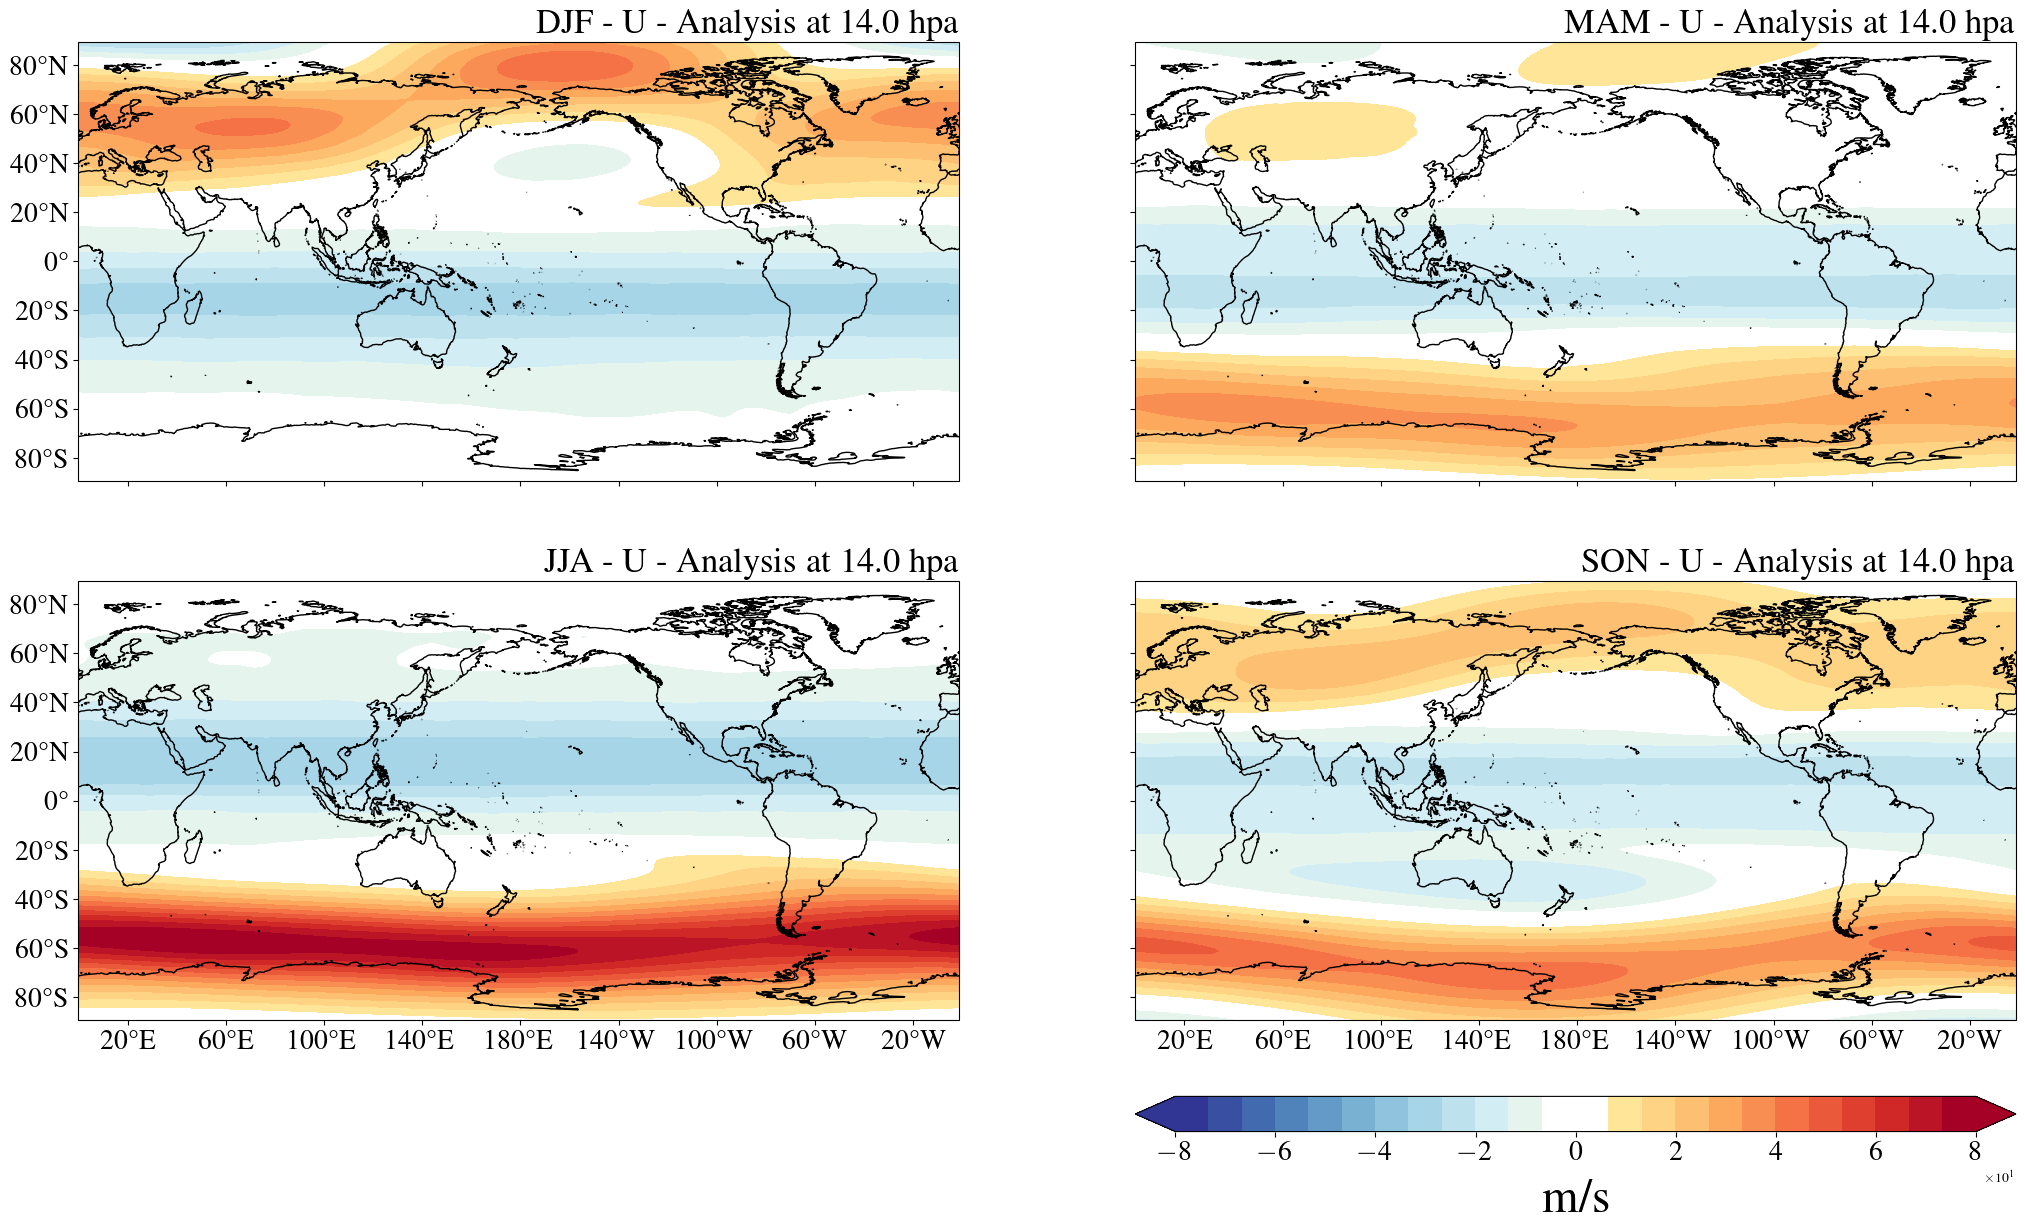 DJF - U - Analysis at 14.0 hpa
MAM - U - Analysis at 14.0 hpa
80°N
60°N
40°N
20°N
0°
20°S
40°S
60°S
80°S
JJA - U - Analysis at 14.0 hpa
SON - U - Analysis at 14.0 hpa
80°N
60°N
40°N
20°N
0°
20°S
40°S
60°S
80°S
20°E 60°E 100°E 140°E 180°E 140°W 100°W 60°W 20°W
20°E 60°E 100°E 140°E 180°E 140°W 100°W 60°W 20°W
−8 −6 −4 −2 0 2 4 6 8
×10¹
m/s